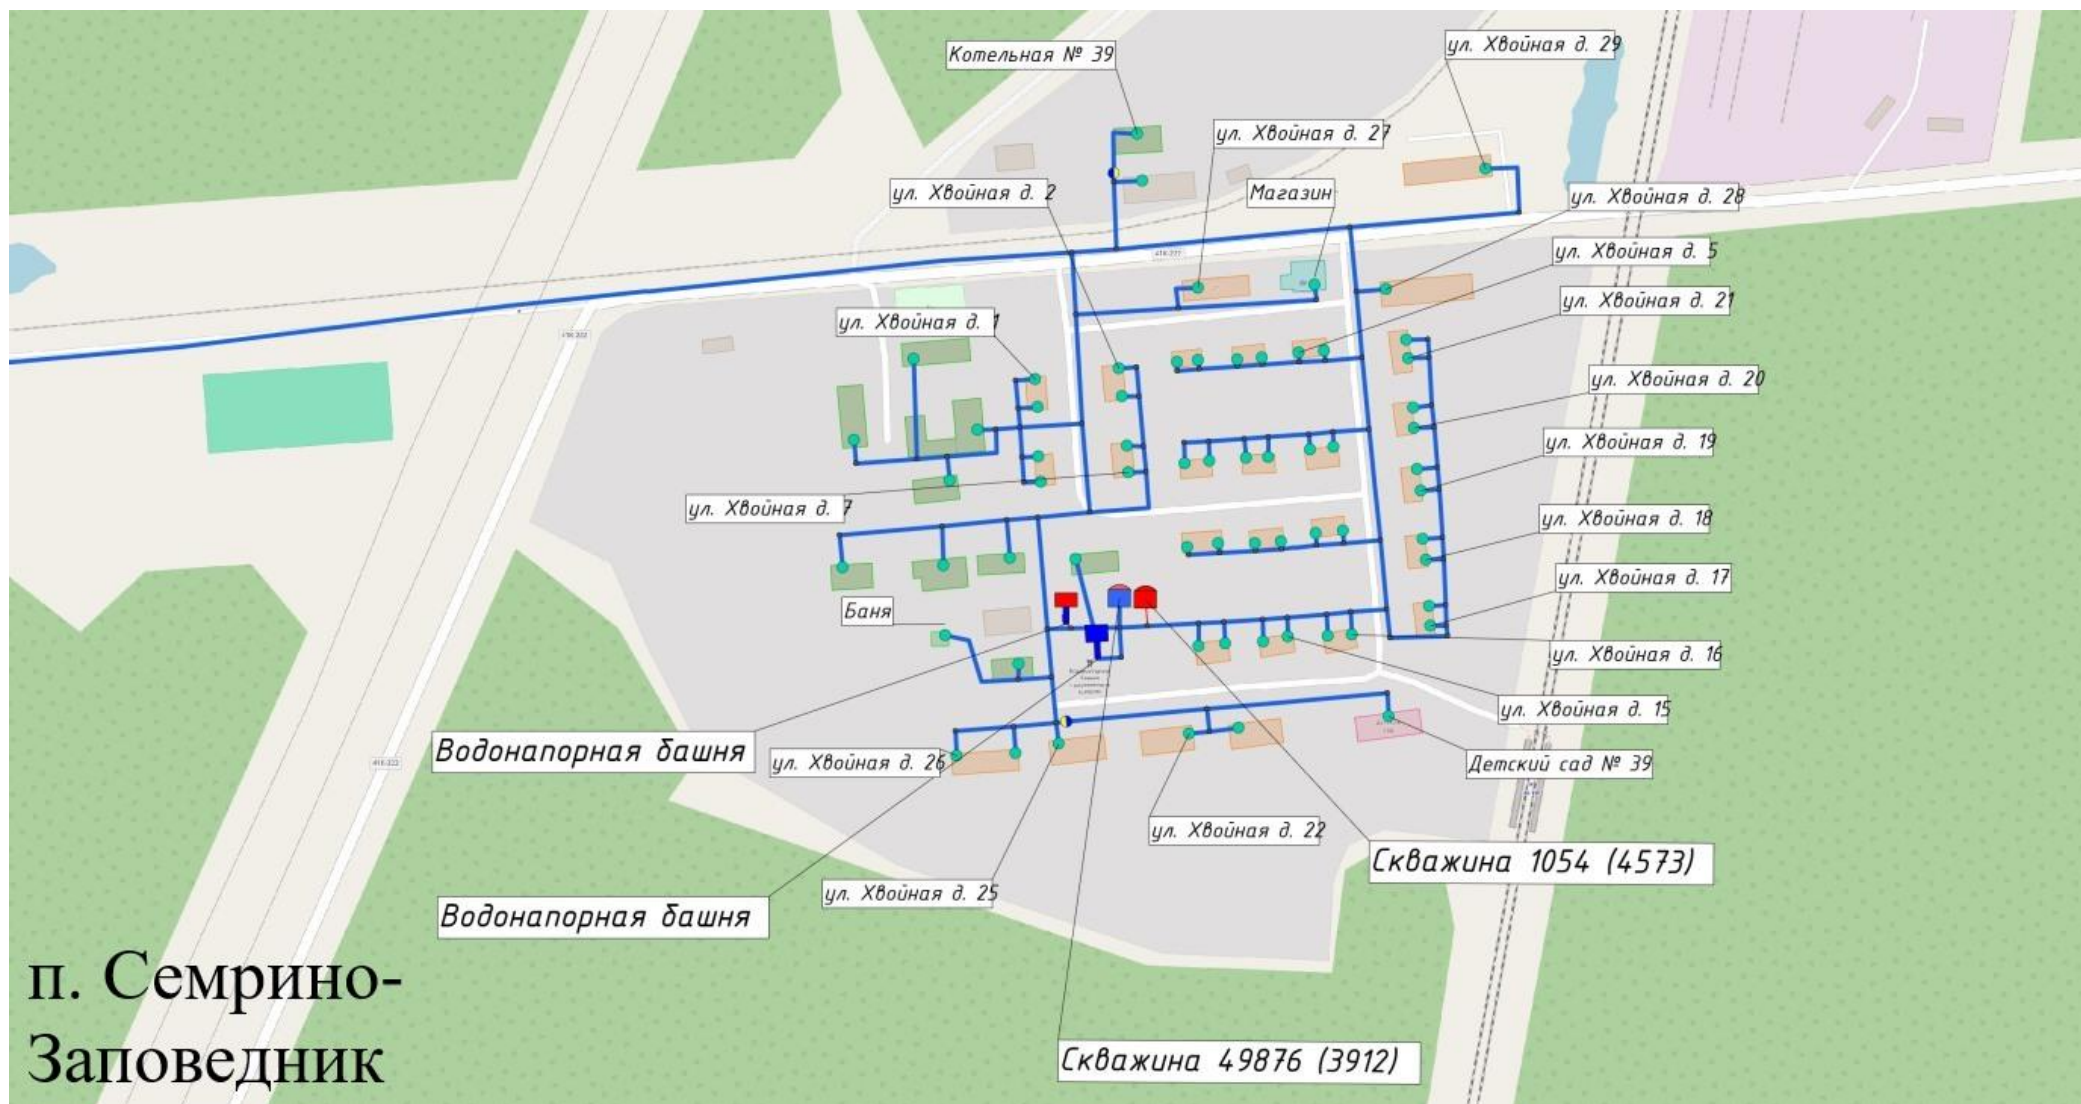 Котельная № 39
ул. Хвойная д. 29
ул. Хвойная д. 27
ул. Хвойная д. 2
Магазин
ул. Хвойная д. 28
ул. Хвойная д. 5
ул. Хвойная д. 21
ул. Хвойная д. 1
ул. Хвойная д. 20
ул. Хвойная д. 19
ул. Хвойная д. 7
ул. Хвойная д. 18
ул. Хвойная д. 17
Баня
ул. Хвойная д. 16
ул. Хвойная д. 15
Водонапорная башня
ул. Хвойная д. 26
Детский сад № 39
ул. Хвойная д. 22
Скважина 1054 (4573)
ул. Хвойная д. 25
Водонапорная башня
п. Семрино-
Заповедник
Скважина 49876 (3912)